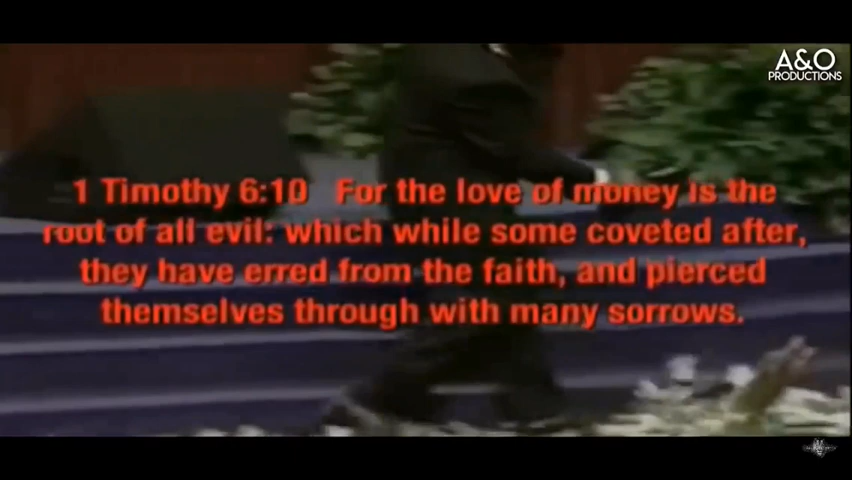 A&O
PRODUCTIONS
1 Timothy 6:10 For the love of money is the
root of all evil: which while some coveted after,
they have erred from the faith, and pierced
themselves through with many sorrows.